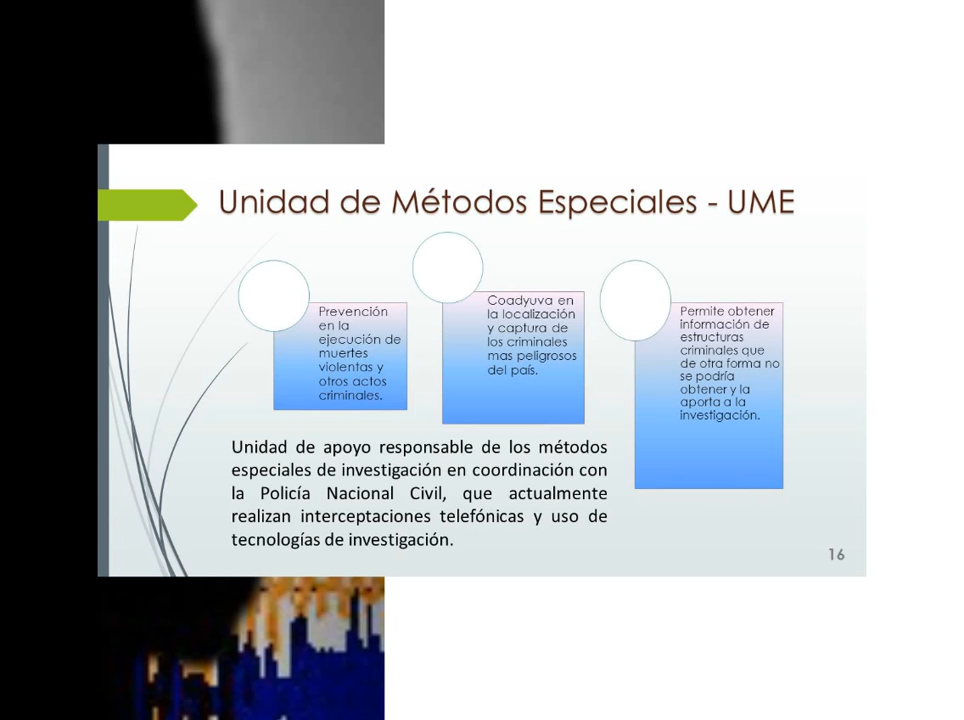 Unidad de Métodos Especiales - UME
Prevención
en la
ejecución de
muertes
violentas y
otros actos
criminales.
Coadyuva en
la localización
y captura de
los criminales
mas peligrosos
del país.
Permite obtener
información de
estructuras
criminales que
de otra forma no
se podría
obtener y la
aporta a la
investigación.
Unidad de apoyo responsable de los métodos
especiales de investigación en coordinación con
la Policía Nacional Civil, que actualmente
realizan interceptaciones telefónicas y uso de
tecnologías de investigación.
16